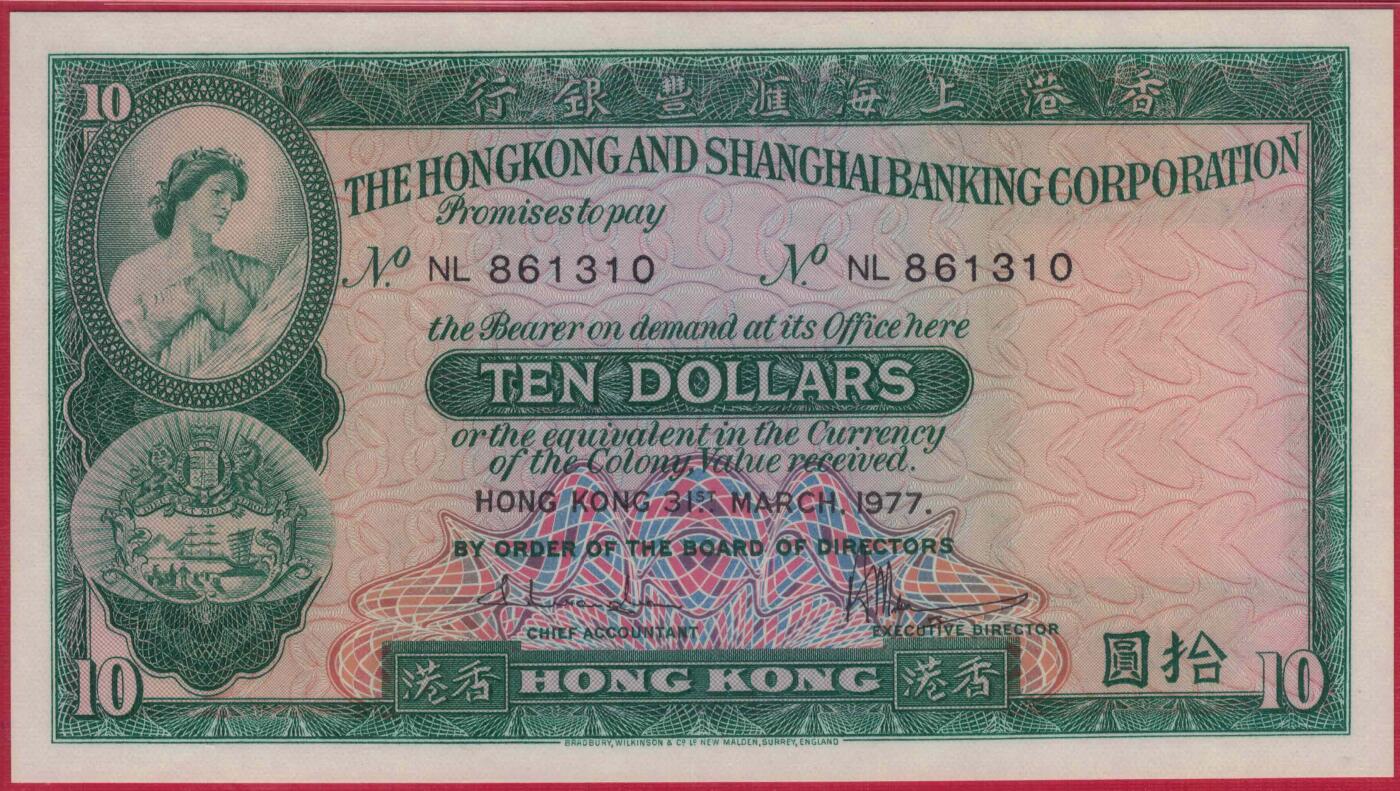 10
行銀豐滙海上港香
THE HONGKONG AND SHANGHAI BANKING CORPORATION
Promises to pay
No. NL 861310 No. NL 861310
the Bearer on demand at its Office here
TEN DOLLARS
or the equivalent in the Currency
of the Colony Value received.
HONG KONG 31ST MARCH, 1977.
BY ORDER OF THE BOARD OF DIRECTORS
CHIEF ACCOUNTANT EXECUTIVE DIRECTOR
圓拾
10 港香 HONG KONG 港香 10
BRADBURY, WILKINSON & Co Ld NEW MALDEN, SURREY, ENGLAND